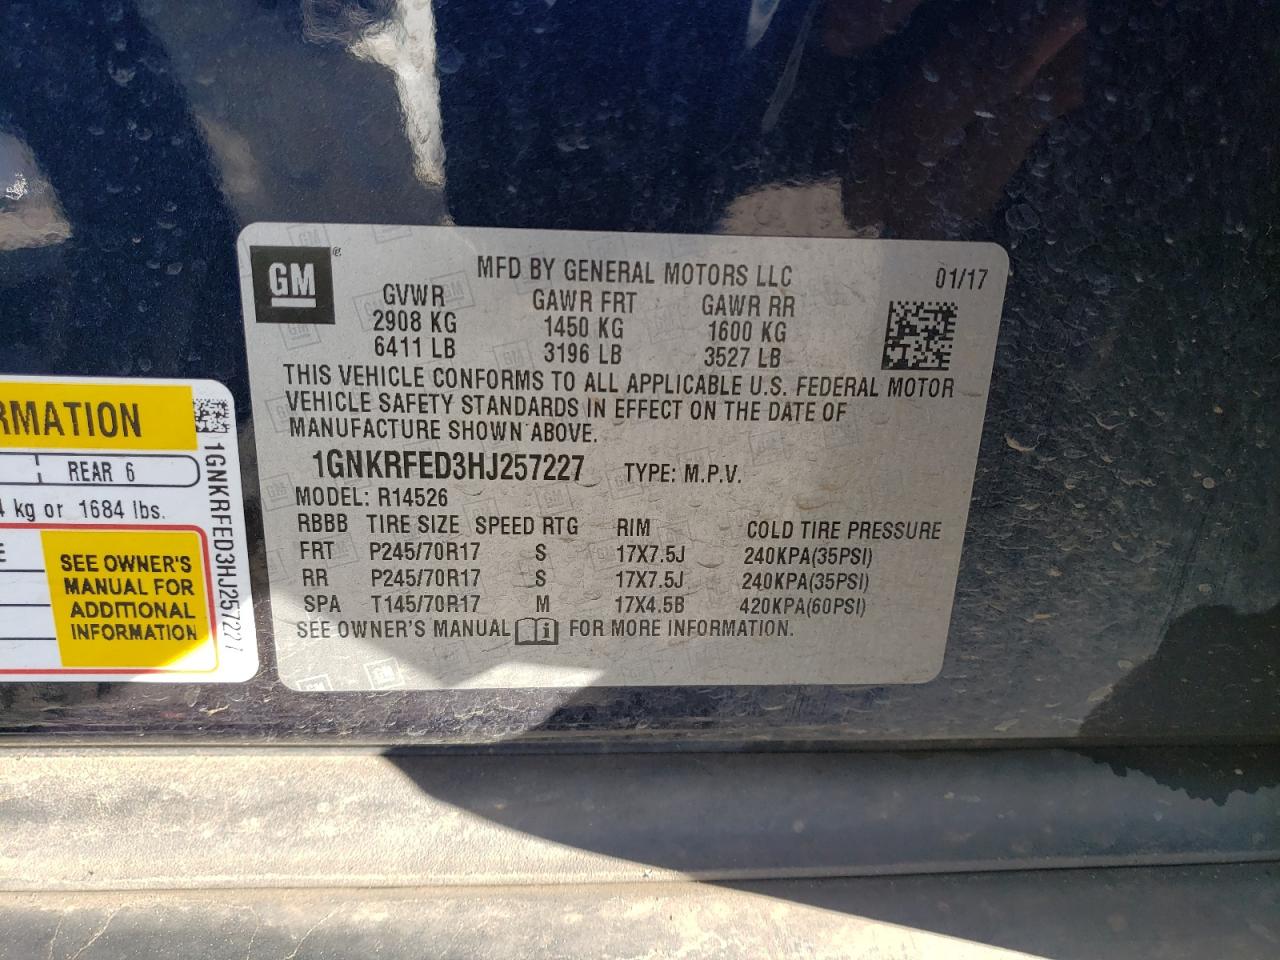 GM
MFD BY GENERAL MOTORS LLC 01/17
GVWR GAWR FRT GAWR RR
2908 KG 1450 KG 1600 KG
6411 LB 3196 LB 3527 LB
THIS VEHICLE CONFORMS TO ALL APPLICABLE U.S. FEDERAL MOTOR
VEHICLE SAFETY STANDARDS IN EFFECT ON THE DATE OF
MANUFACTURE SHOWN ABOVE.
1GNKRFED3HJ257227 TYPE: M.P.V.
MODEL: R14526
RBBB TIRE SIZE SPEED RTG RIM COLD TIRE PRESSURE
FRT P245/70R17 S 17X7.5J 240KPA(35PSI)
RR P245/70R17 S 17X7.5J 240KPA(35PSI)
SPA T145/70R17 M 17X4.5B 420KPA(60PSI)
SEE OWNER'S MANUAL FOR MORE INFORMATION.
RMATION
REAR 6
4 kg or 1684 lbs.
E
SEE OWNER'S
MANUAL FOR
ADDITIONAL
INFORMATION
1GNKRFED3HJ257227